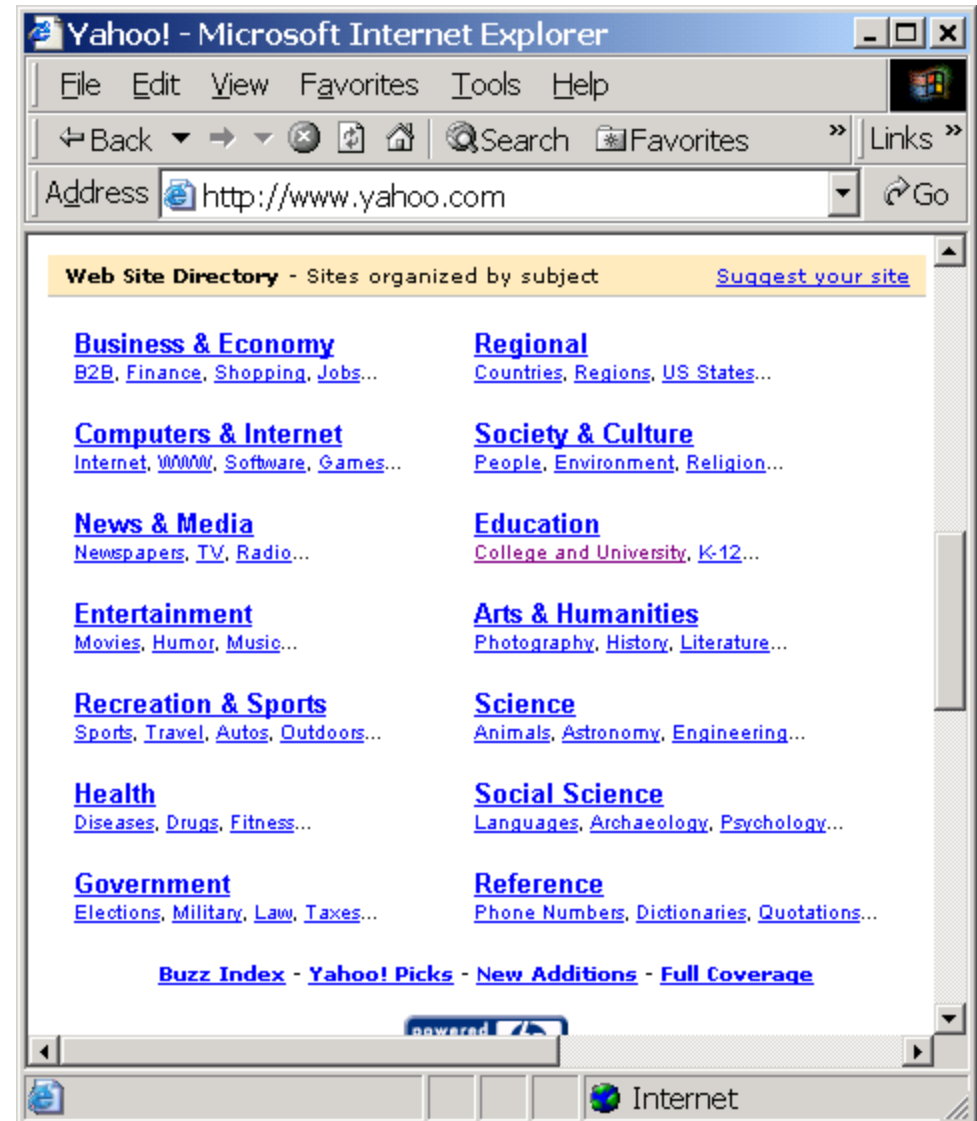 Yahoo! - Microsoft Internet Explorer
File Edit View Favorites Tools Help
Back Search Favorites » Links »
Address http://www.yahoo.com Go
Web Site Directory - Sites organized by subject Suggest your site
Business & Economy
B2B, Finance, Shopping, Jobs...
Regional
Countries, Regions, US States...
Computers & Internet
Internet, WWW, Software, Games...
Society & Culture
People, Environment, Religion...
News & Media
Newspapers, TV, Radio...
Education
College and University, K-12...
Entertainment
Movies, Humor, Music...
Arts & Humanities
Photography, History, Literature...
Recreation & Sports
Sports, Travel, Autos, Outdoors...
Science
Animals, Astronomy, Engineering...
Health
Diseases, Drugs, Fitness...
Social Science
Languages, Archaeology, Psychology...
Government
Elections, Military, Law, Taxes...
Reference
Phone Numbers, Dictionaries, Quotations...
Buzz Index - Yahoo! Picks - New Additions - Full Coverage
powered
Internet